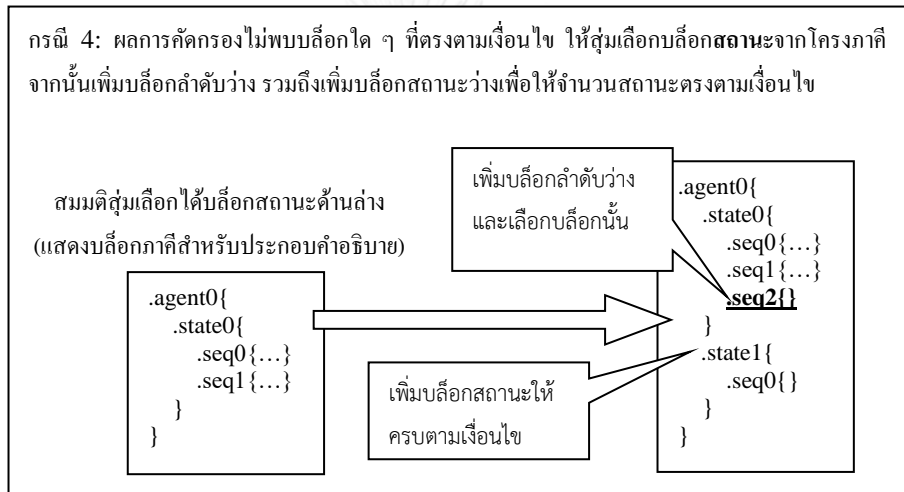 กรณี 4: ผลการคัดกรองไม่พบบล็อกใด ๆ ที่ตรงตามเงื่อนไข ให้สุ่มเลือกบล็อกสถานะจากโครงภาคี
จากนั้นเพิ่มบล็อกลำดับว่าง รวมถึงเพิ่มบล็อกสถานะว่างเพื่อให้จำนวนสถานะตรงตามเงื่อนไข
สมมติสุ่มเลือกได้บล็อกสถานะด้านล่าง
(แสดงบล็อกภาคีสำหรับประกอบคำอธิบาย)
.agent0{
.state0{
.seq0{…}
.seq1{…}
}
}
เพิ่มบล็อกลำดับว่าง
และเลือกบล็อกนั้น
เพิ่มบล็อกสถานะให้
ครบตามเงื่อนไข
.agent0{
.state0{
.seq0{…}
.seq1{…}
.seq2{}
}
.state1{
.seq0{}
}
}